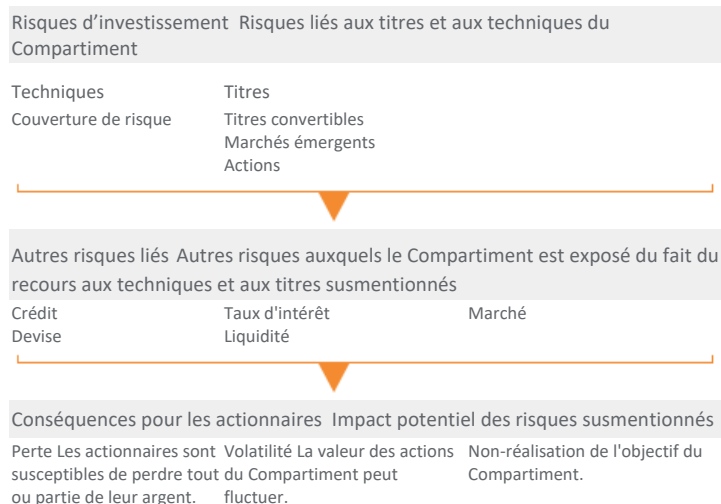 Risques d’investissement Risques liés aux titres et aux techniques du
Compartiment
Techniques Titres
Couverture de risque Titres convertibles
Marchés émergents
Actions
Autres risques liés Autres risques auxquels le Compartiment est exposé du fait du
recours aux techniques et aux titres susmentionnés
Crédit Taux d'intérêt Marché
Devise Liquidité
Conséquences pour les actionnaires Impact potentiel des risques susmentionnés
Perte Les actionnaires sont Volatilité La valeur des actions Non-réalisation de l'objectif du
susceptibles de perdre tout du Compartiment peut Compartiment.
ou partie de leur argent. fluctuer.